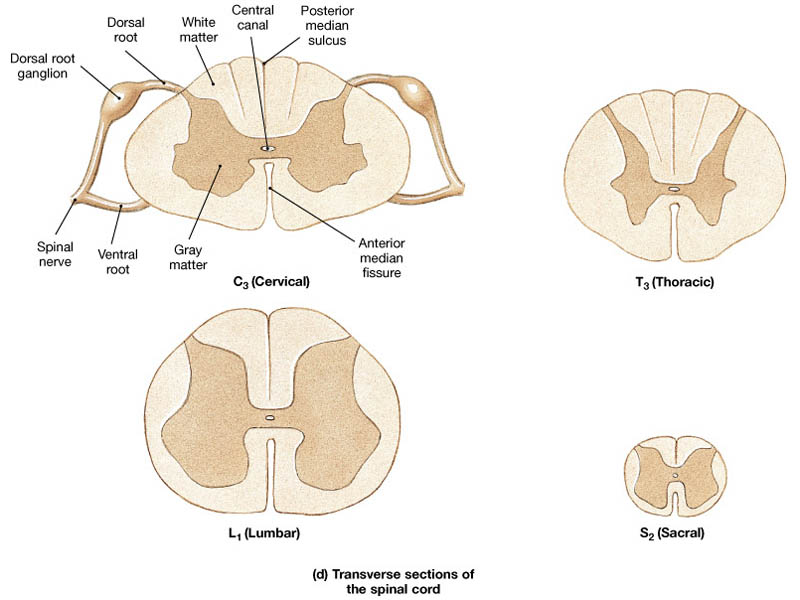 Dorsal
root
White
matter
Central
canal
Posterior
median
sulcus
Dorsal root
ganglion
Spinal
nerve
Ventral
root
Gray
matter
Anterior
median
fissure
C3 (Cervical)
T3 (Thoracic)
L1 (Lumbar)
S2 (Sacral)
(d) Transverse sections of
the spinal cord